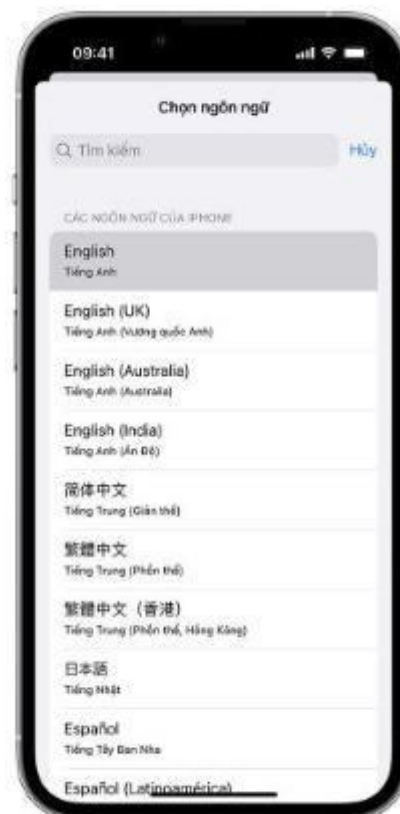 09:41
Chọn ngôn ngữ
Tìm kiếm
Hủy
CÁC NGÔN NGỮ CỦA IPHONE
English
Tiếng Anh
English (UK)
Tiếng Anh (Vương quốc Anh)
English (Australia)
Tiếng Anh (Australia)
English (India)
Tiếng Anh (Ấn Độ)
简体中文
Tiếng Trung (Giản thể)
繁體中文
Tiếng Trung (Phồn thể)
繁體中文（香港）
Tiếng Trung (Phồn thể, Hồng Kông)
日本語
Tiếng Nhật
Español
Tiếng Tây Ban Nha
Español (Latinoamérica)